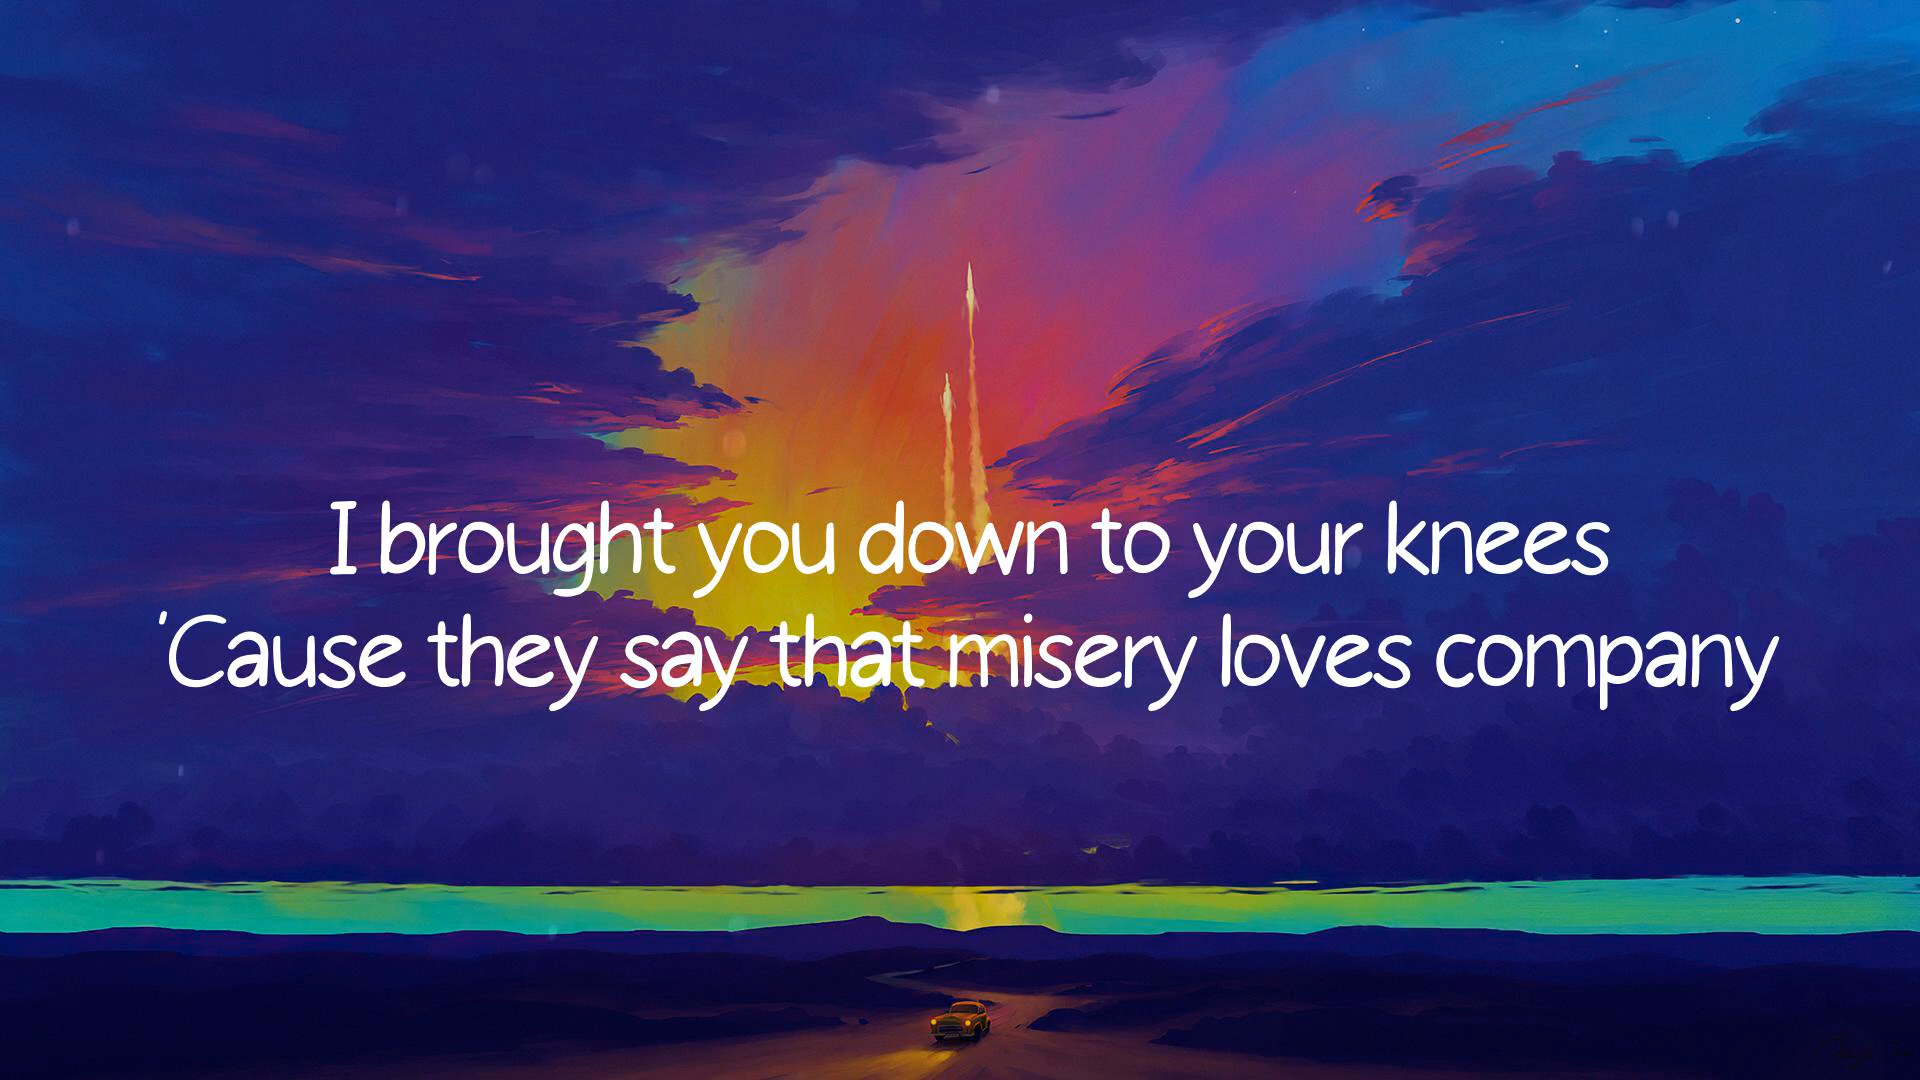 I brought you down to your knees
'Cause they say that misery loves company